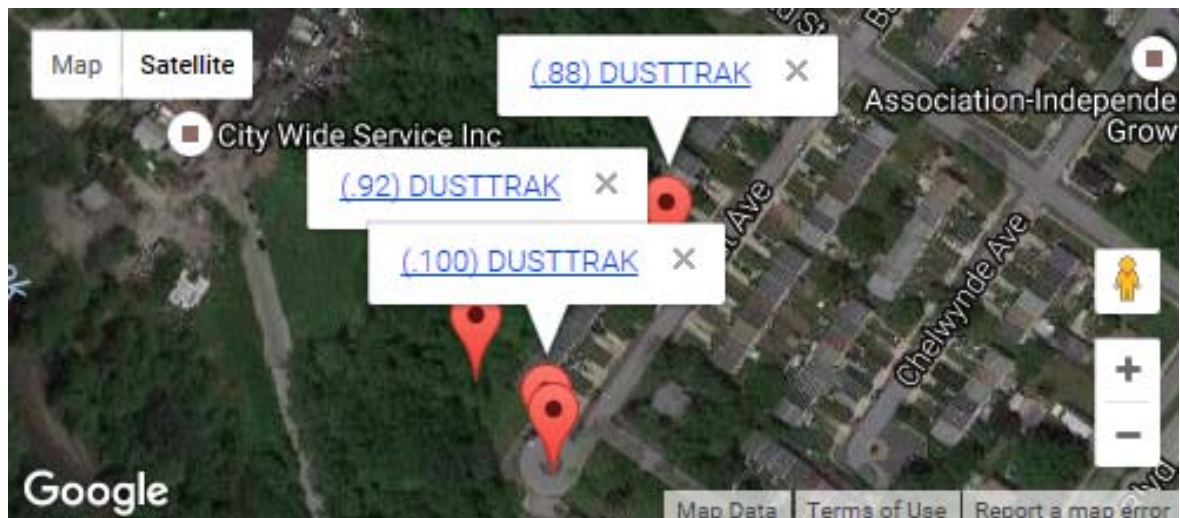 Map
Satellite
(.88) DUSTTRAK ×
Association-Independe
Grow
City Wide Service Inc
(.92) DUSTTRAK ×
(.100) DUSTTRAK ×
Ave
Chelwynde Ave
+
−
Google
Map Data
Terms of Use
Report a map error